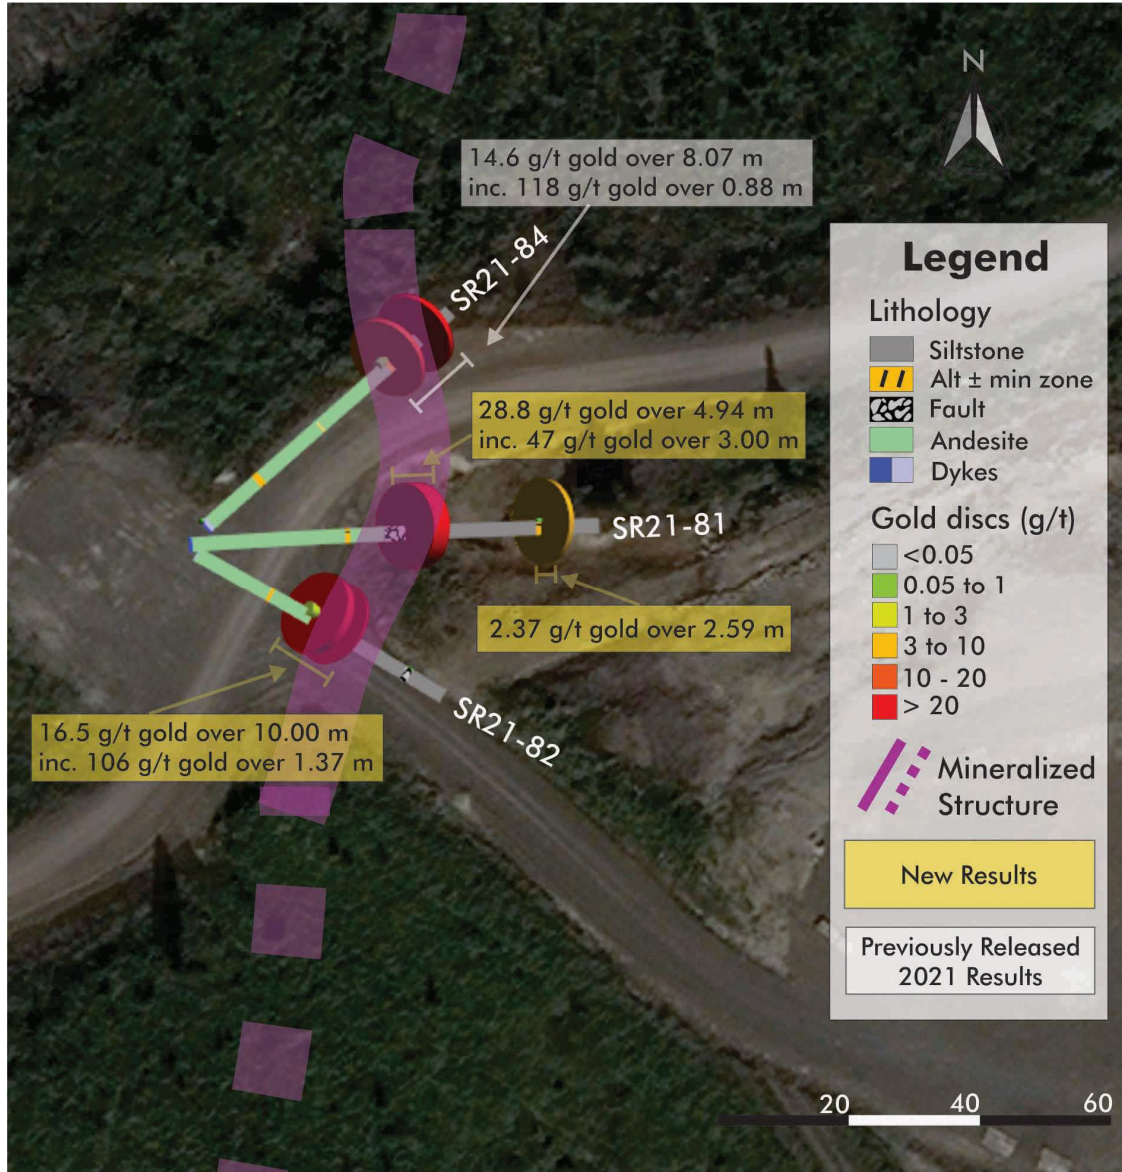 N
14.6 g/t gold over 8.07 m
inc. 118 g/t gold over 0.88 m
SR21-84
28.8 g/t gold over 4.94 m
inc. 47 g/t gold over 3.00 m
SR21-81
2.37 g/t gold over 2.59 m
16.5 g/t gold over 10.00 m
inc. 106 g/t gold over 1.37 m
SR21-82
Legend
Lithology
Siltstone
Alt ± min zone
Fault
Andesite
Dykes
Gold discs (g/t)
<0.05
0.05 to 1
1 to 3
3 to 10
10 - 20
> 20
Mineralized
Structure
New Results
Previously Released
2021 Results
20 40 60